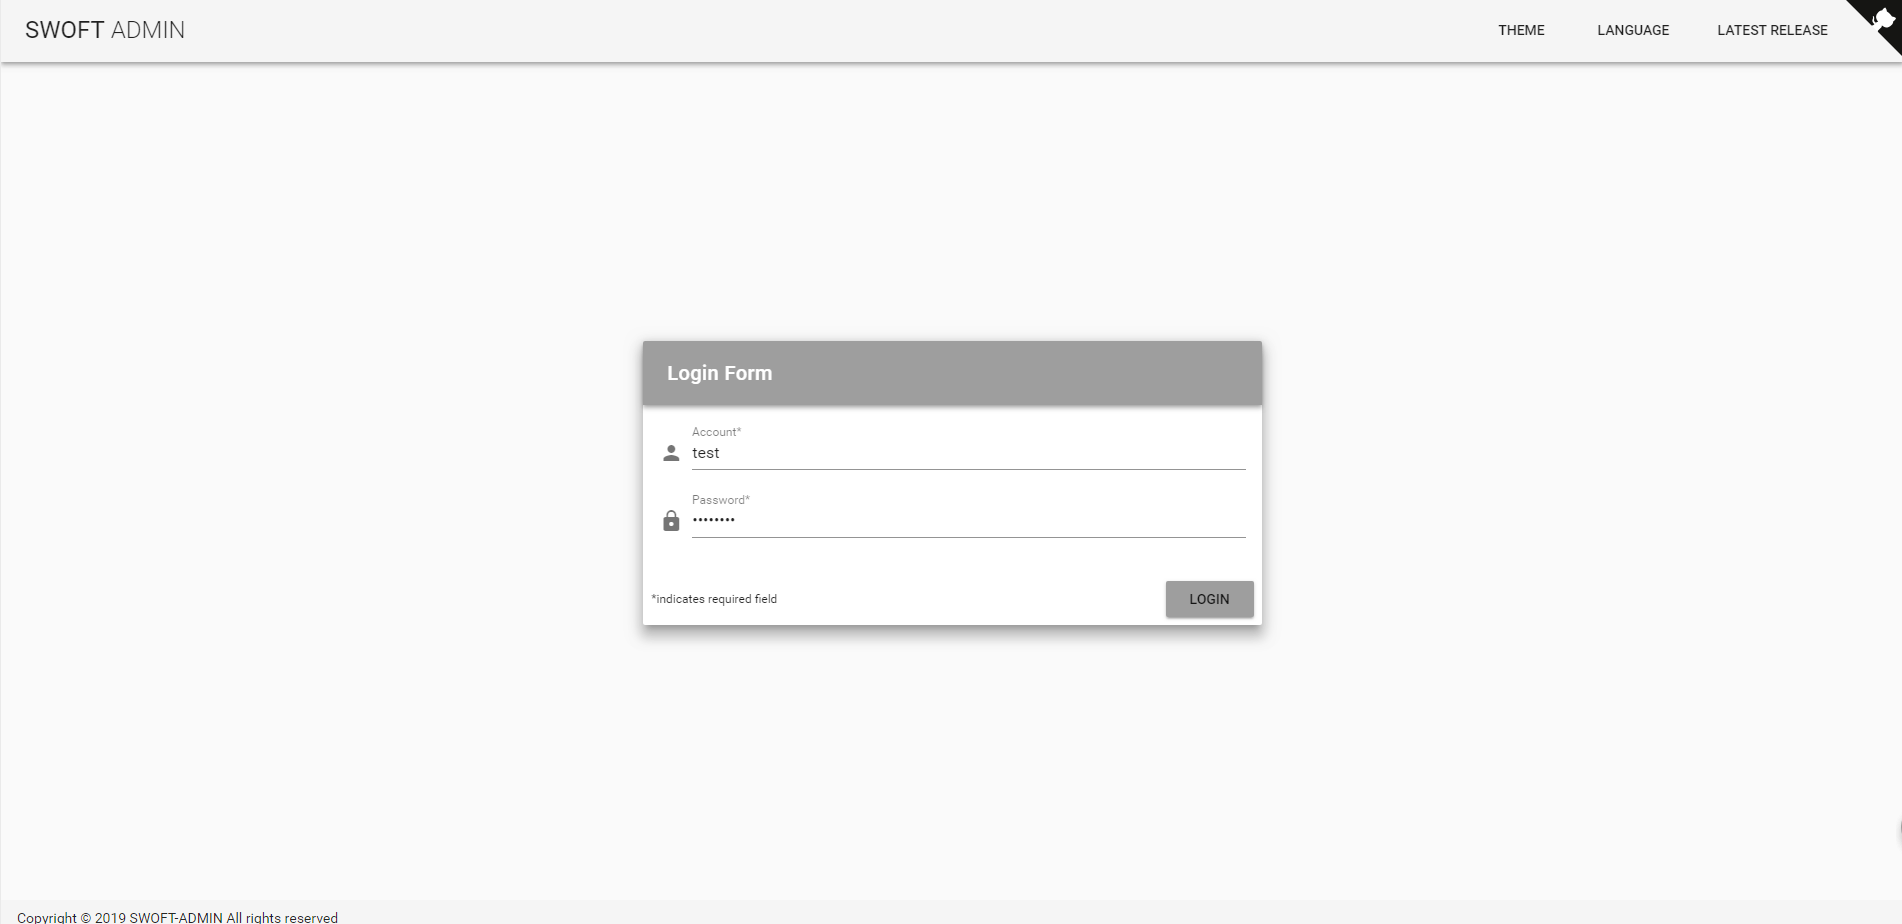 SWOFT ADMIN
THEME
LANGUAGE
LATEST RELEASE
Login Form
Account*
test
Password*
••••••••
*indicates required field
LOGIN
Copyright © 2019 SWOFT-ADMIN All rights reserved